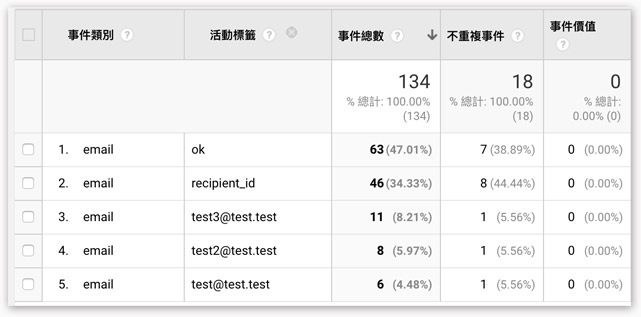 事件類別 ? 活動標籤 ? 事件總數 ? 不重複事件 ? 事件價值 ?
134 18 0
% 總計: 100.00% % 總計: 100.00% % 總計:
(134) (18) 0.00% (0)
1. email ok 63 (47.01%) 7 (38.89%) 0 (0.00%)
2. email recipient_id 46 (34.33%) 8 (44.44%) 0 (0.00%)
3. email test3@test.test 11 (8.21%) 1 (5.56%) 0 (0.00%)
4. email test2@test.test 8 (5.97%) 1 (5.56%) 0 (0.00%)
5. email test@test.test 6 (4.48%) 1 (5.56%) 0 (0.00%)